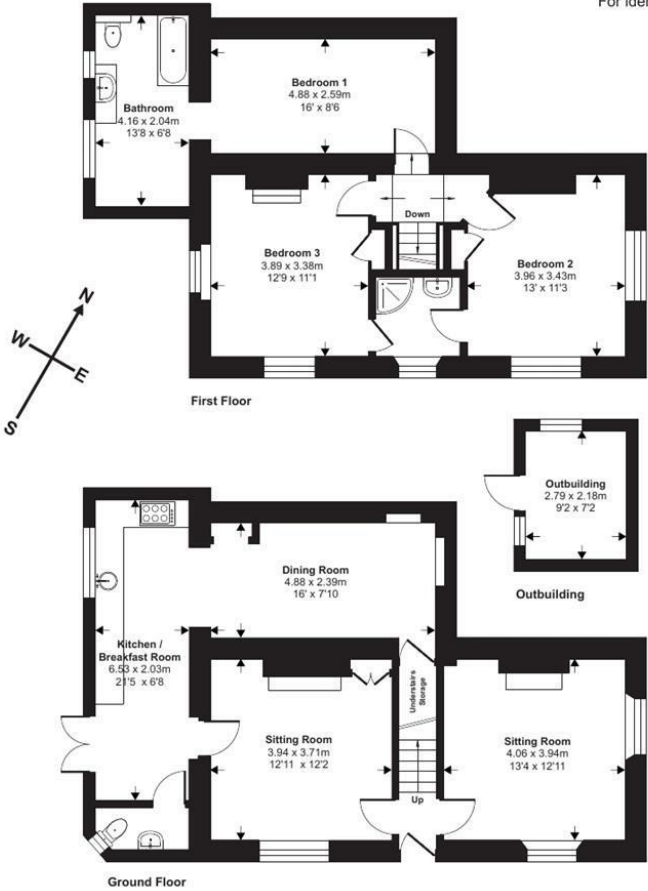 For iden
Bedroom 1
4.88 x 2.59m
16' x 8'6
Bathroom
4.16 x 2.04m
13'8 x 6'8
Down
Bedroom 3
3.89 x 3.38m
12'9 x 11'1
Bedroom 2
3.96 x 3.43m
13' x 11'3
N
W
E
S
First Floor
Outbuilding
2.79 x 2.18m
9'2 x 7'2
Outbuilding
Dining Room
4.88 x 2.39m
16' x 7'10
Kitchen /
Breakfast Room
6.53 x 2.03m
21'5 x 6'8
Understairs
Storage
Sitting Room
3.94 x 3.71m
12'11 x 12'2
Sitting Room
4.06 x 3.94m
13'4 x 12'11
Up
Ground Floor